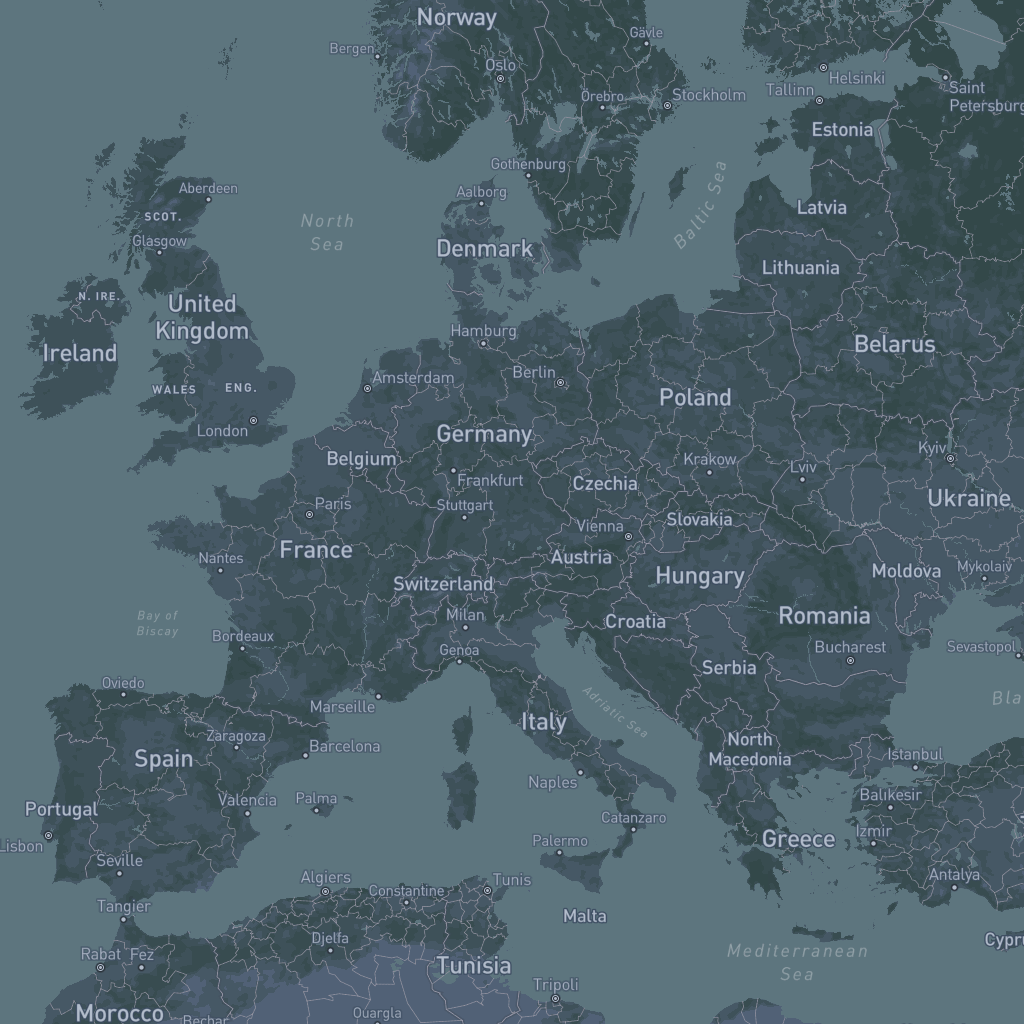 Norway
Gävle
Bergen
Oslo
Helsinki
Saint
Petersburg
Tallinn
Örebro
Stockholm
Estonia
Gothenburg
Aberdeen
Aalborg
Baltic Sea
Latvia
SCOT.
North
Sea
Glasgow
Denmark
Lithuania
N. IRE.
United
Kingdom
Hamburg
Belarus
Ireland
Berlin
Amsterdam
WALES
ENG.
Poland
London
Germany
Kyiv
Belgium
Krakow
Lviv
Frankfurt
Czechia
Ukraine
Paris
Stuttgart
Vienna
Slovakia
France
Nantes
Austria
Hungary
Moldova
Mykolaiv
Switzerland
Bay of
Biscay
Milan
Croatia
Romania
Bordeaux
Genoa
Bucharest
Sevastopol
Serbia
Oviedo
Marseille
Adriatic Sea
Bla
Italy
Zaragoza
Barcelona
North
Macedonia
Spain
Istanbul
Naples
Valencia
Palma
Balıkesir
Portugal
Catanzaro
Izmir
Lisbon
Palermo
Greece
Seville
Algiers
Constantine
Tunis
Antalya
Tangier
Malta
Djelfa
Cypr
Rabat
Fez
Mediterranean
Sea
Tunisia
Tripoli
Morocco
Bechar
Ouargla